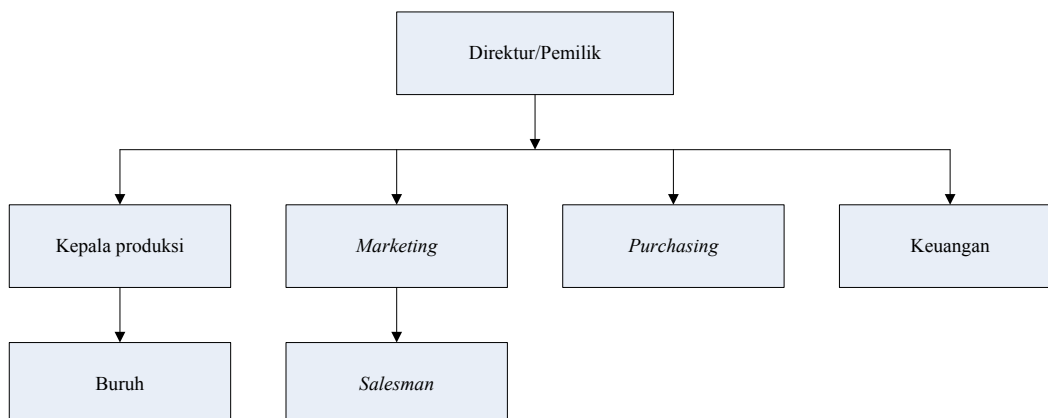 Direktur/Pemilik
Kepala produksi
Marketing
Purchasing
Keuangan
Buruh
Salesman